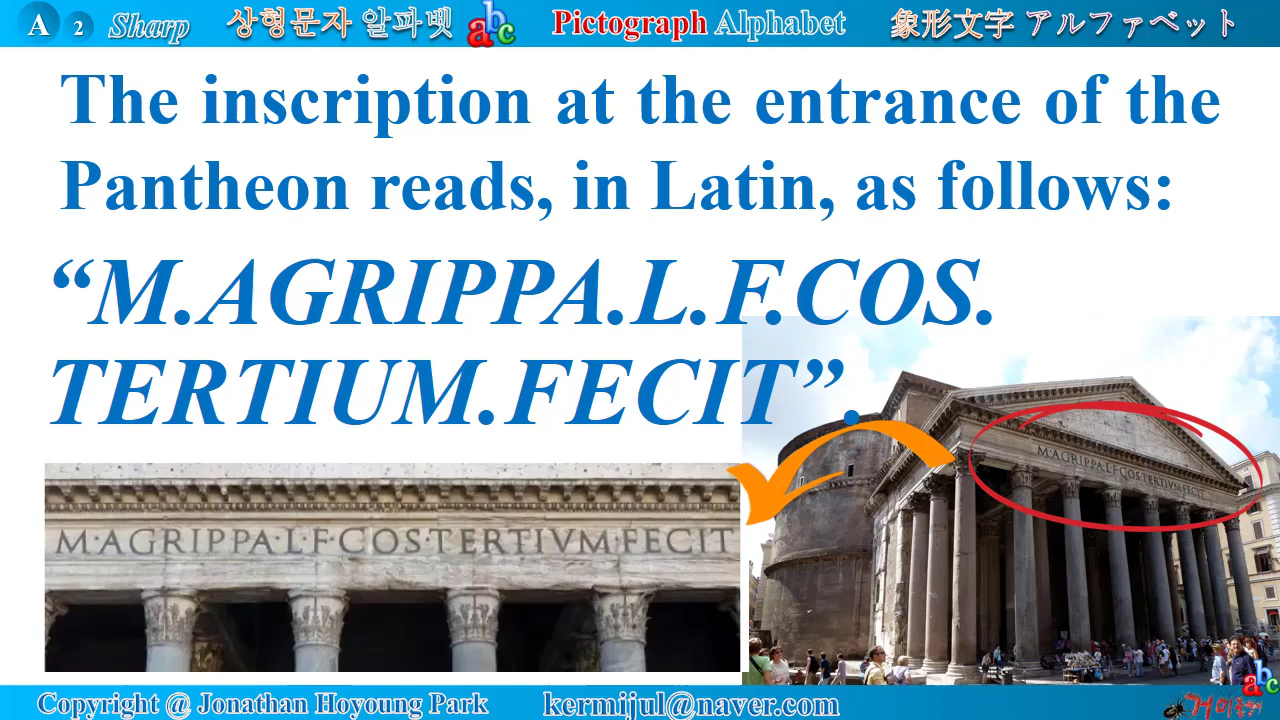 A 2 Sharp 상형문자 알파벳 abc Pictograph Alphabet 象形文字 アルファベット
The inscription at the entrance of the
Pantheon reads, in Latin, as follows:
“M.AGRIPPA.L.F.COS.
TERTIUM.FECIT”.
M·AGRIPPA·L·F·COS·TERTIVM·FECIT
M·AGRIPPA·L·F·COS·TERTIVM·FECIT
Copyright @ Jonathan Hoyoung Park kermijul@naver.com
abc